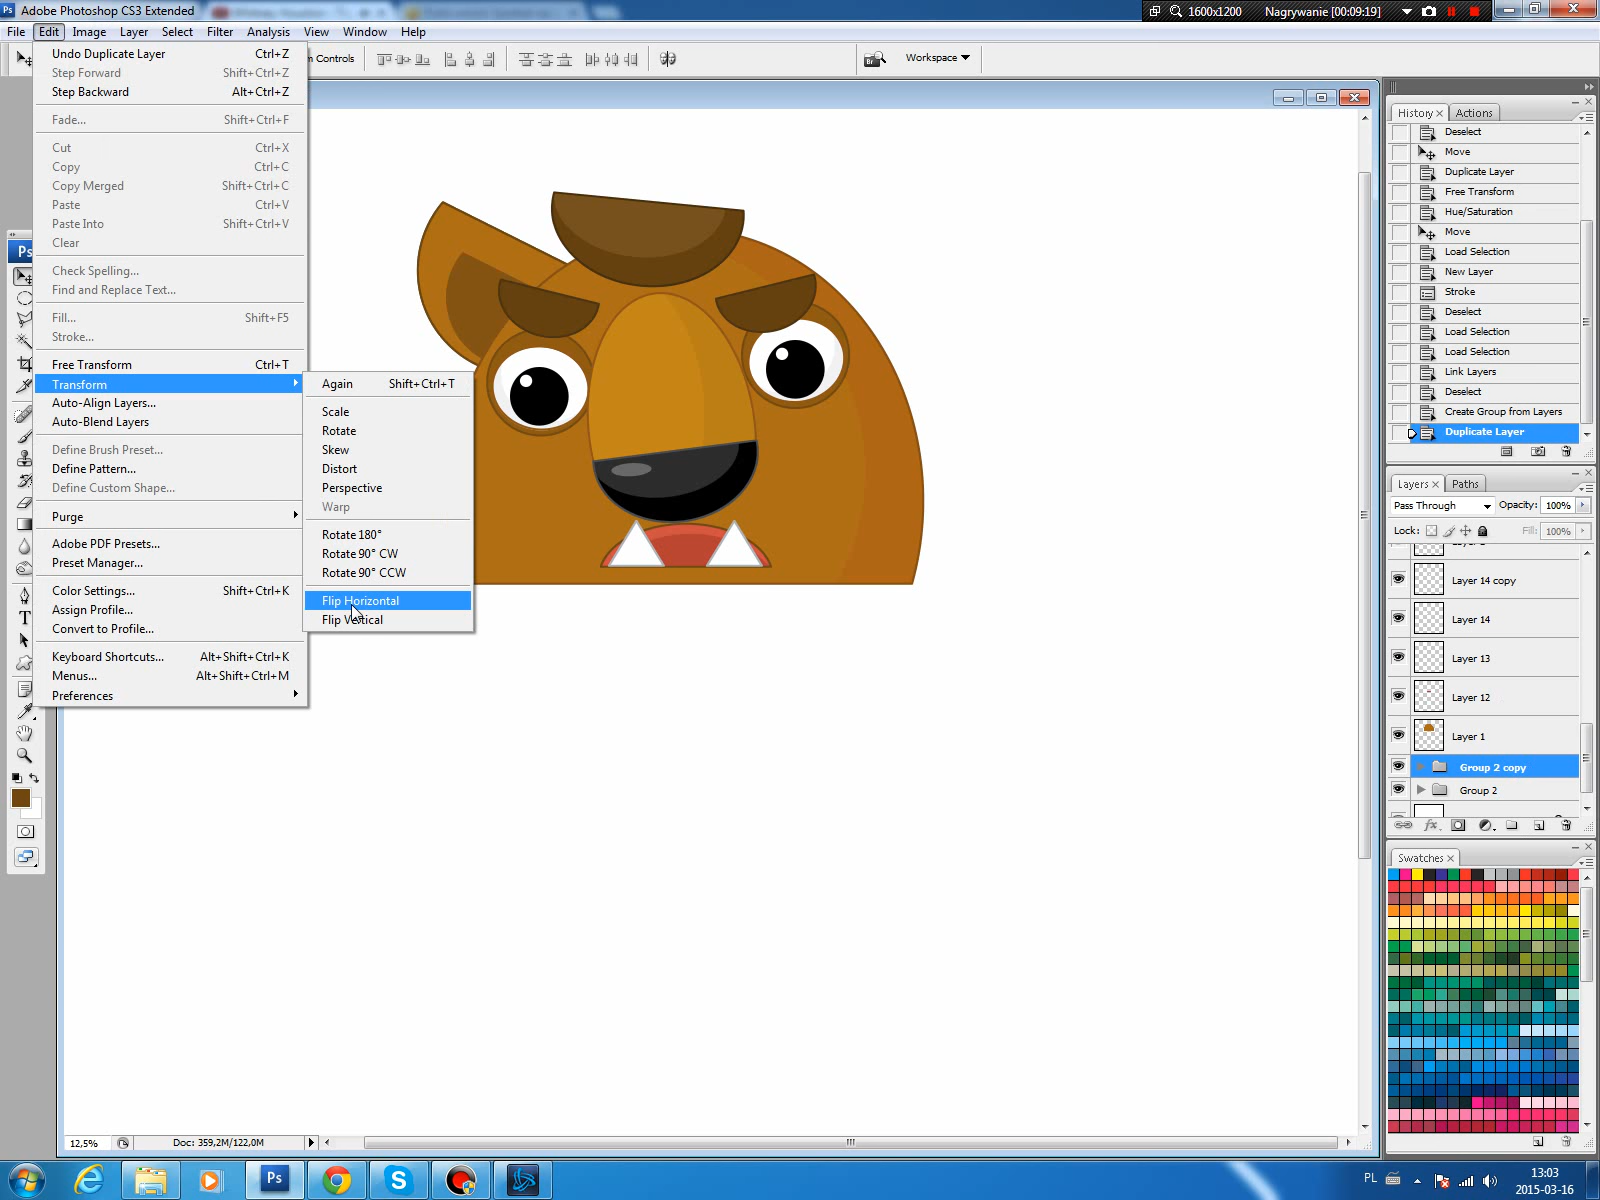 Ps Adobe Photoshop CS3 Extended
1600x1200 Nagrywanie [00:09:19]
File Edit Image Layer Select Filter Analysis View Window Help
Controls
Br Workspace
Undo Duplicate Layer Ctrl+Z
Step Forward Shift+Ctrl+Z
Step Backward Alt+Ctrl+Z
Fade... Shift+Ctrl+F
Cut Ctrl+X
Copy Ctrl+C
Copy Merged Shift+Ctrl+C
Paste Ctrl+V
Paste Into Shift+Ctrl+V
Clear
Check Spelling...
Find and Replace Text...
Fill... Shift+F5
Stroke...
Free Transform Ctrl+T
Transform
Auto-Align Layers...
Auto-Blend Layers
Define Brush Preset...
Define Pattern...
Define Custom Shape...
Purge
Adobe PDF Presets...
Preset Manager...
Color Settings... Shift+Ctrl+K
Assign Profile...
Convert to Profile...
Keyboard Shortcuts... Alt+Shift+Ctrl+K
Menus... Alt+Shift+Ctrl+M
Preferences
Again Shift+Ctrl+T
Scale
Rotate
Skew
Distort
Perspective
Warp
Rotate 180°
Rotate 90° CW
Rotate 90° CCW
Flip Horizontal
Flip Vertical
Ps
T
History Actions
Deselect
Move
Duplicate Layer
Free Transform
Hue/Saturation
Move
Load Selection
New Layer
Stroke
Deselect
Load Selection
Load Selection
Link Layers
Deselect
Create Group from Layers
Duplicate Layer
Layers Paths
Pass Through Opacity: 100%
Lock: Fill: 100%
Layer 14 copy
Layer 14
Layer 13
Layer 12
Layer 1
Group 2 copy
Group 2
fx
Swatches
12,5% Doc: 359,2M/122,0M
Ps
PL
13:03
2015-03-16